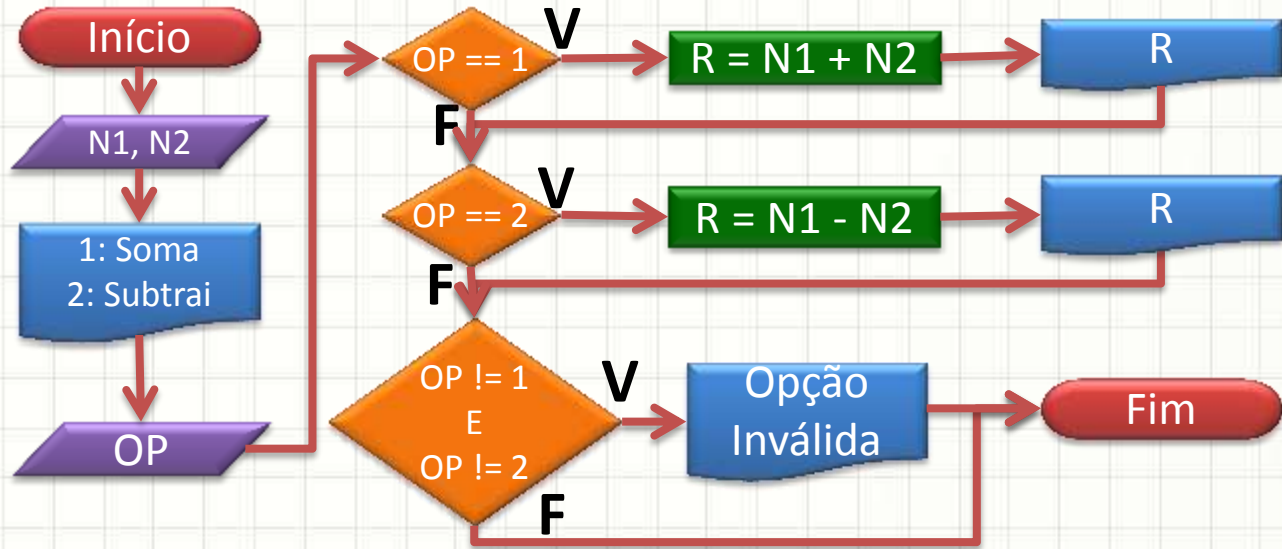 Início
N1, N2
1: Soma
2: Subtrai
OP
OP == 1
V
R = N1 + N2
R
F
OP == 2
V
R = N1 - N2
R
F
OP != 1
E
OP != 2
V
Opção
Inválida
Fim
F